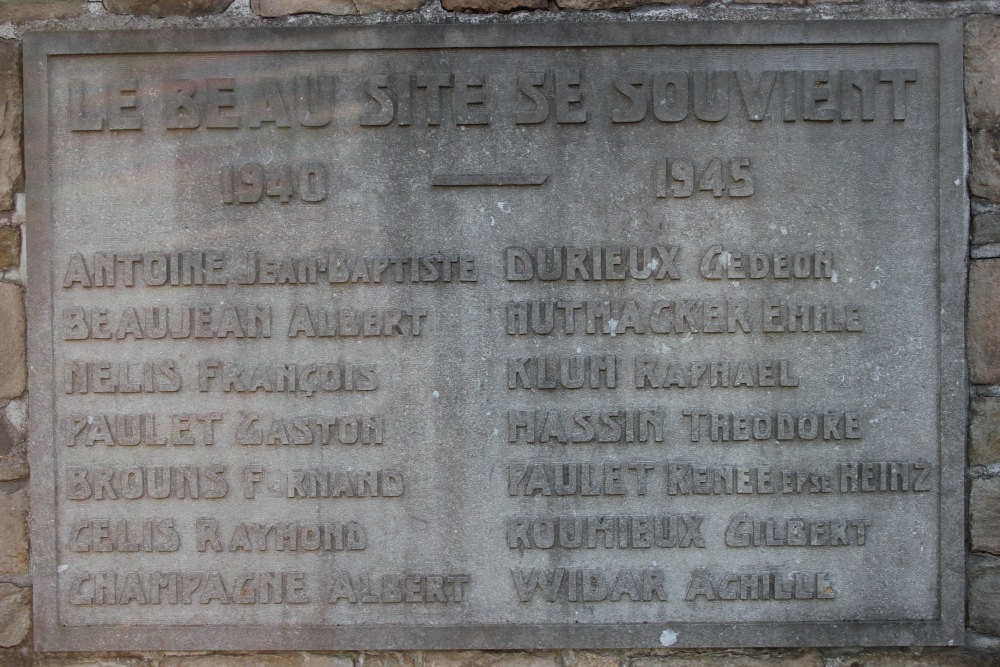 LE BEAU SITE SE SOUVIENT
1940 — 1945
ANTOINE JEAN-BAPTISTE
BEAUJEAN ALBERT
NELIS FRANÇOIS
PAULET GASTON
BROUNS FERNAND
CELIS RAYMOND
CHAMPAGNE ALBERT
DURIEUX GEDEON
HUTMACKER EMILE
KLUM RAPHAEL
MASSIN THEODORE
PAULET RENEE EPSE HEINZ
ROUMIEUX GILBERT
WIDAR ACHILLE